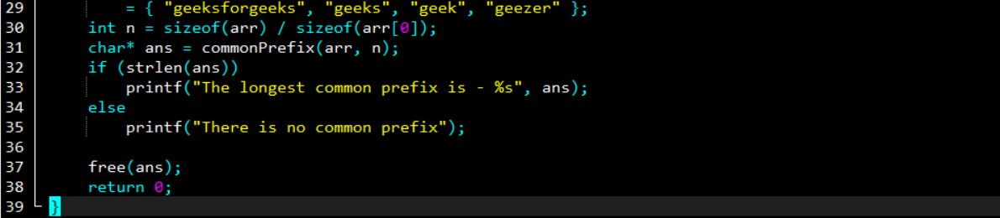 29 = { "geeksforgeeks", "geeks", "geek", "geezer" };
30 int n = sizeof(arr) / sizeof(arr[0]);
31 char* ans = commonPrefix(arr, n);
32 if (strlen(ans))
33 printf("The longest common prefix is - %s", ans);
34 else
35 printf("There is no common prefix");
36
37 free(ans);
38 return 0;
39 }